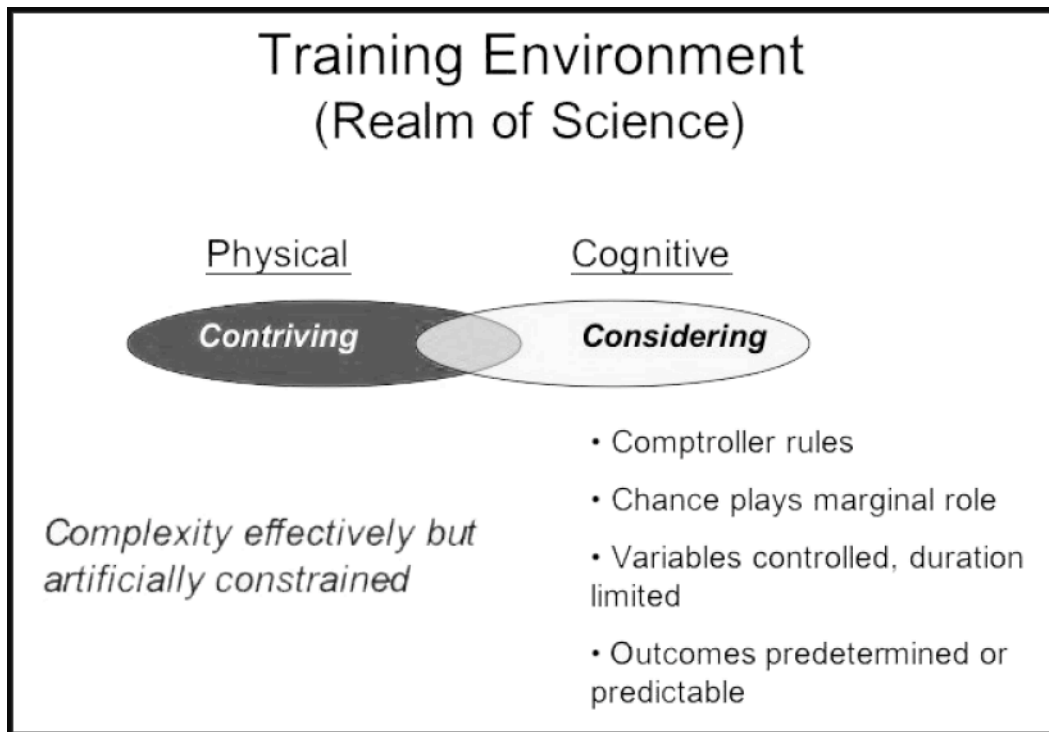 Training Environment
(Realm of Science)
Physical
Cognitive
Contriving
Considering
Complexity effectively but
artificially constrained
• Comptroller rules
• Chance plays marginal role
• Variables controlled, duration
limited
• Outcomes predetermined or
predictable